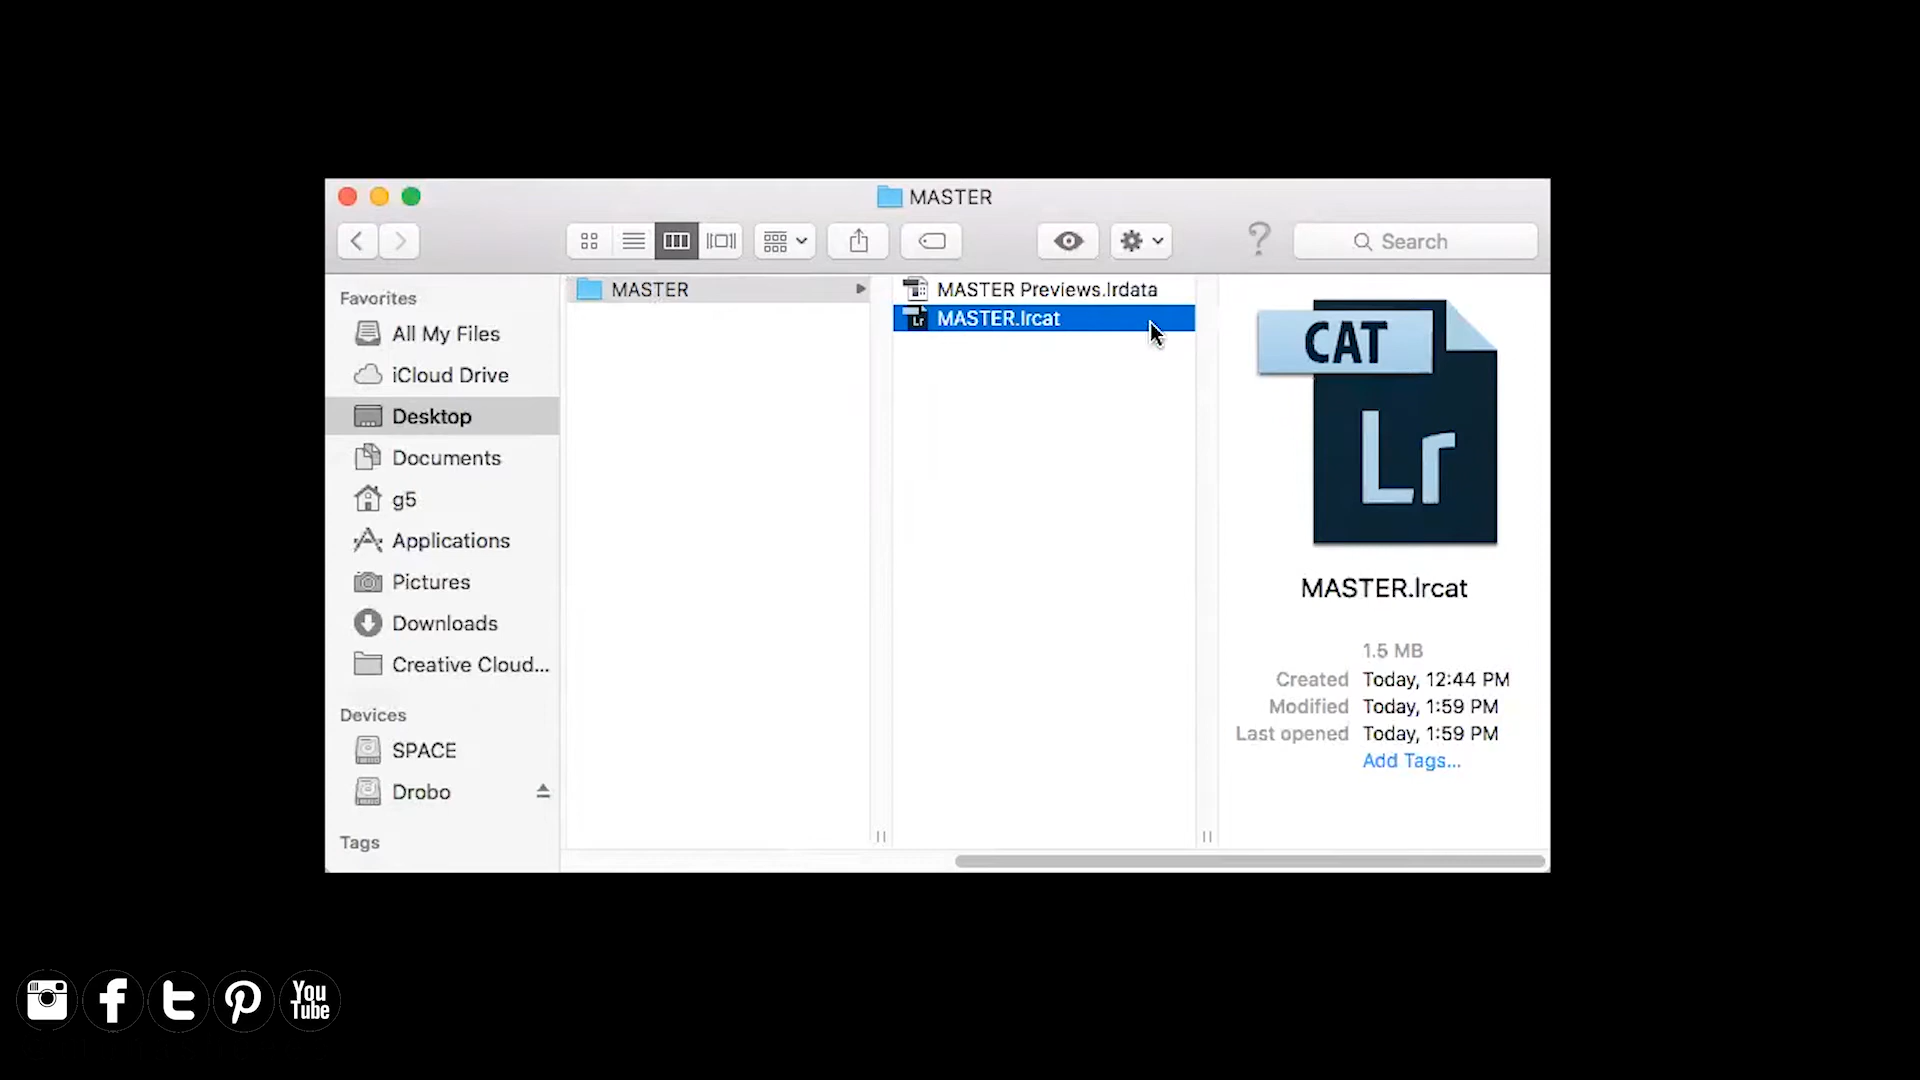 MASTER
Search
Favorites
All My Files
iCloud Drive
Desktop
Documents
g5
Applications
Pictures
Downloads
Creative Cloud...
Devices
SPACE
Drobo
Tags
MASTER
MASTER Previews.lrdata
MASTER.lrcat
CAT
Lr
MASTER.lrcat
1.5 MB
Created Today, 12:44 PM
Modified Today, 1:59 PM
Last opened Today, 1:59 PM
Add Tags...
You
Tube